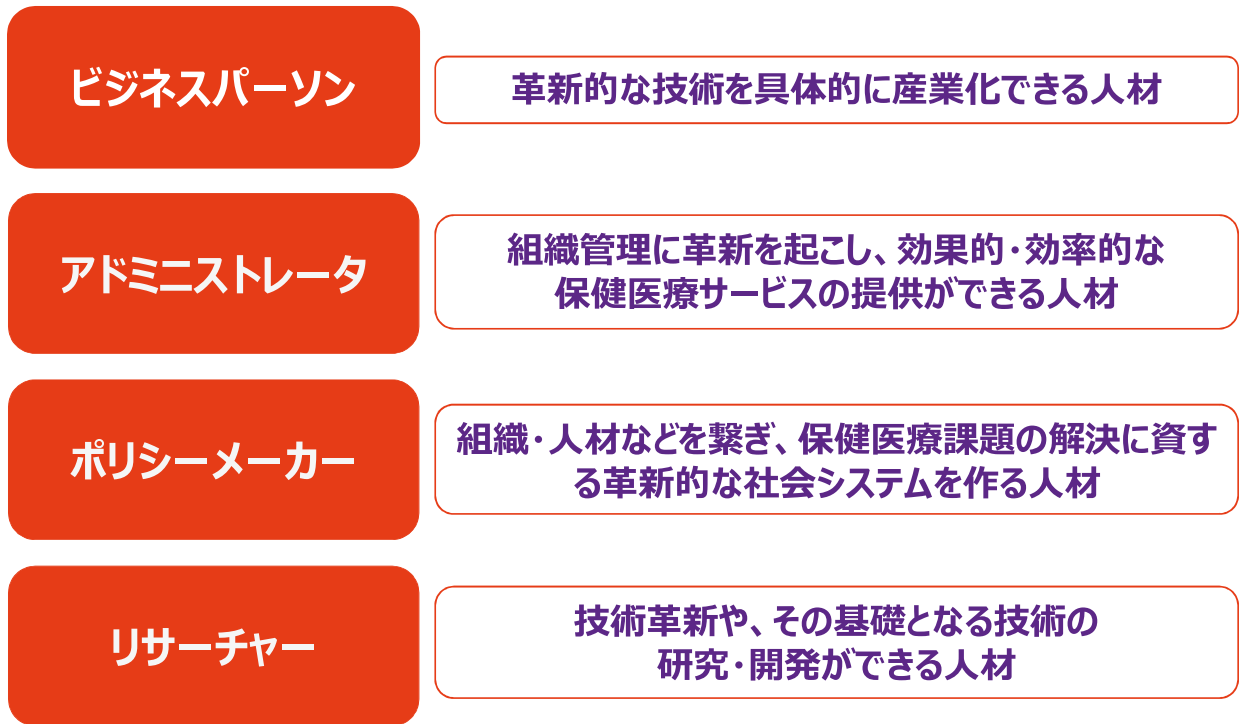 ビジネスパーソン
革新的な技術を具体的に産業化できる人材
アドミニストレータ
組織管理に革新を起こし、効果的・効率的な
保健医療サービスの提供ができる人材
ポリシーメーカー
組織・人材などを繋ぎ、保健医療課題の解決に資す
る革新的な社会システムを作る人材
リサーチャー
技術革新や、その基礎となる技術の
研究・開発ができる人材